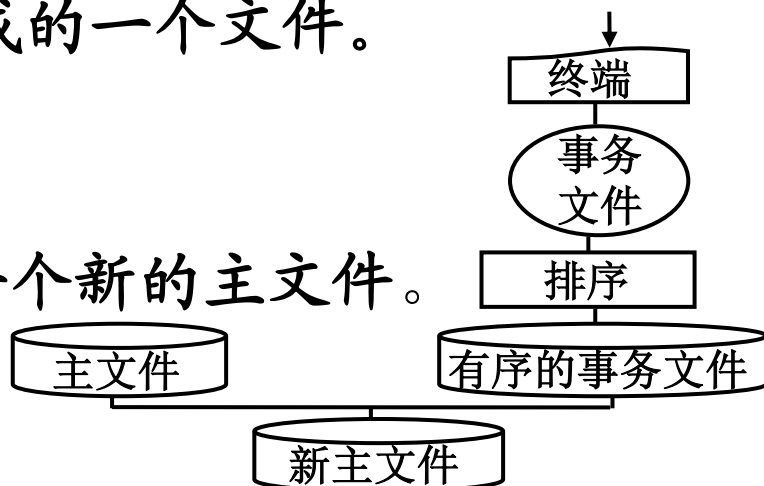 的一个文件。
终端
事务
文件
排序
个新的主文件。
主文件
有序的事务文件
新主文件